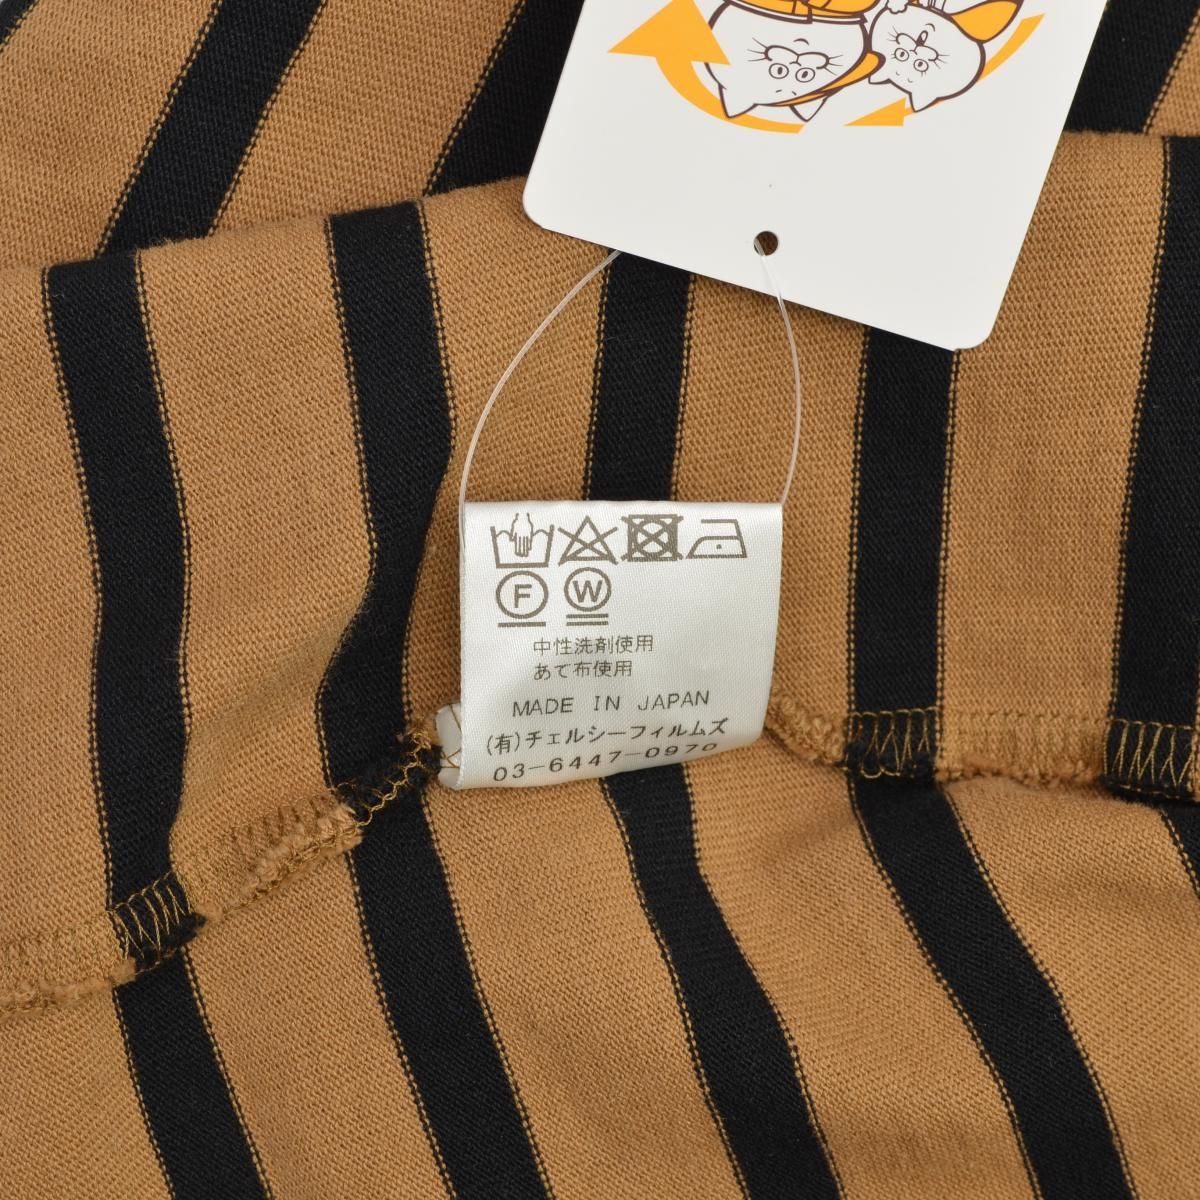 F W
中性洗剤使用
あて布使用
MADE IN JAPAN
(有)チェルシーフィルムズ
03-6447-0970